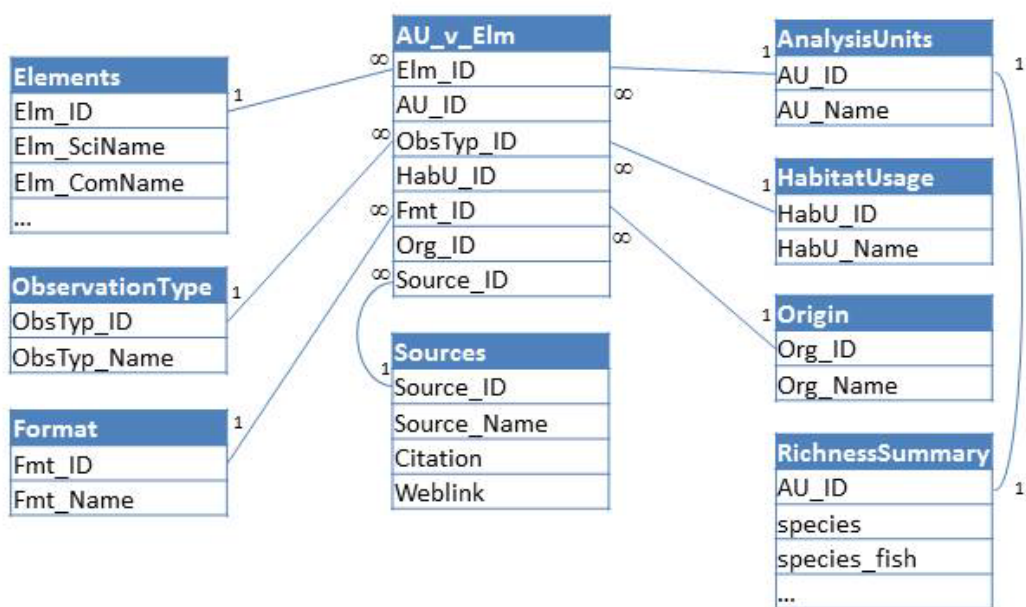 Elements
Elm_ID
Elm_SciName
Elm_ComName
...
1
ObservationType
ObsTyp_ID
ObsTyp_Name
1
Format
Fmt_ID
Fmt_Name
1
AU_v_Elm
Elm_ID
AU_ID
ObsTyp_ID
HabU_ID
Fmt_ID
Org_ID
Source_ID
∞
∞
∞
∞
∞
∞
∞
Sources
Source_ID
Source_Name
Citation
Weblink
1
AnalysisUnits
AU_ID
AU_Name
1
1
HabitatUsage
HabU_ID
HabU_Name
1
Origin
Org_ID
Org_Name
1
RichnessSummary
AU_ID
species
species_fish
...
1